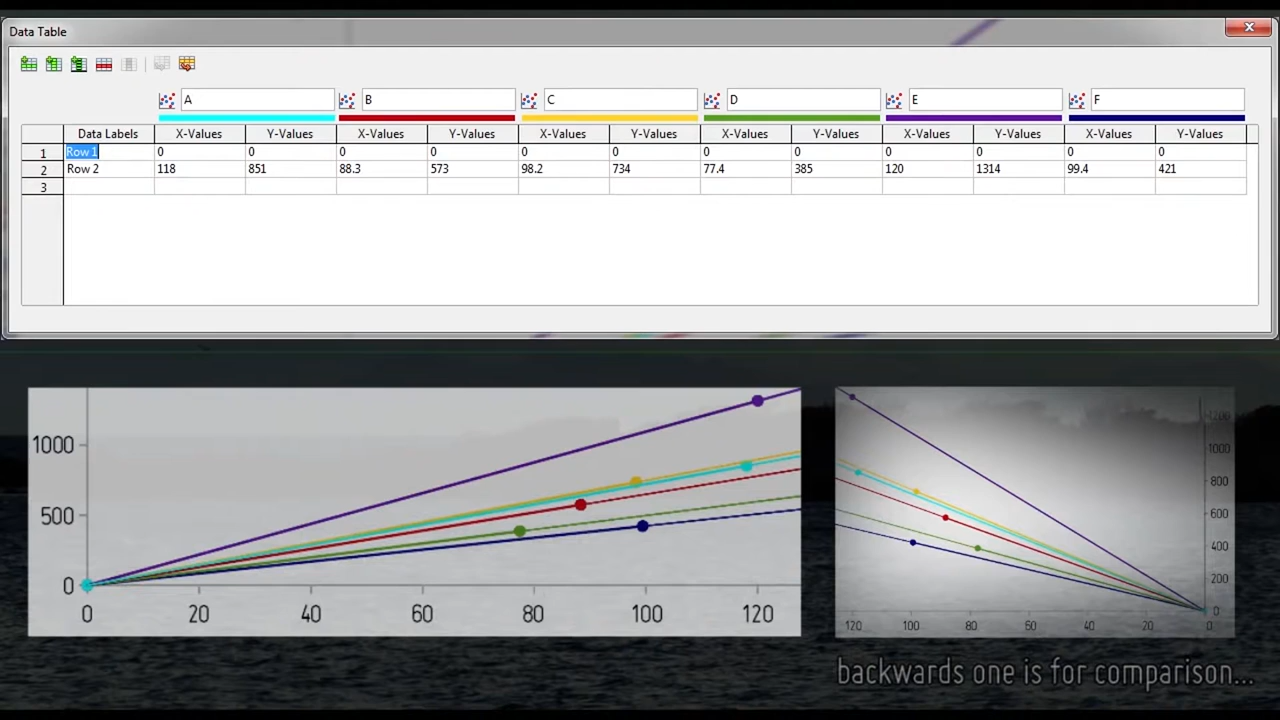 Data Table
A B C D E F
Data Labels X-Values Y-Values X-Values Y-Values X-Values Y-Values X-Values Y-Values X-Values Y-Values X-Values Y-Values
1 Row 1 0 0 0 0 0 0 0 0 0 0 0 0
2 Row 2 118 851 88.3 573 98.2 734 77.4 385 120 1314 99.4 421
3
1000
500
0
0 20 40 60 80 100 120
1200
1000
800
600
400
200
0
120 100 80 60 40 20 0
backwards one is for comparison...